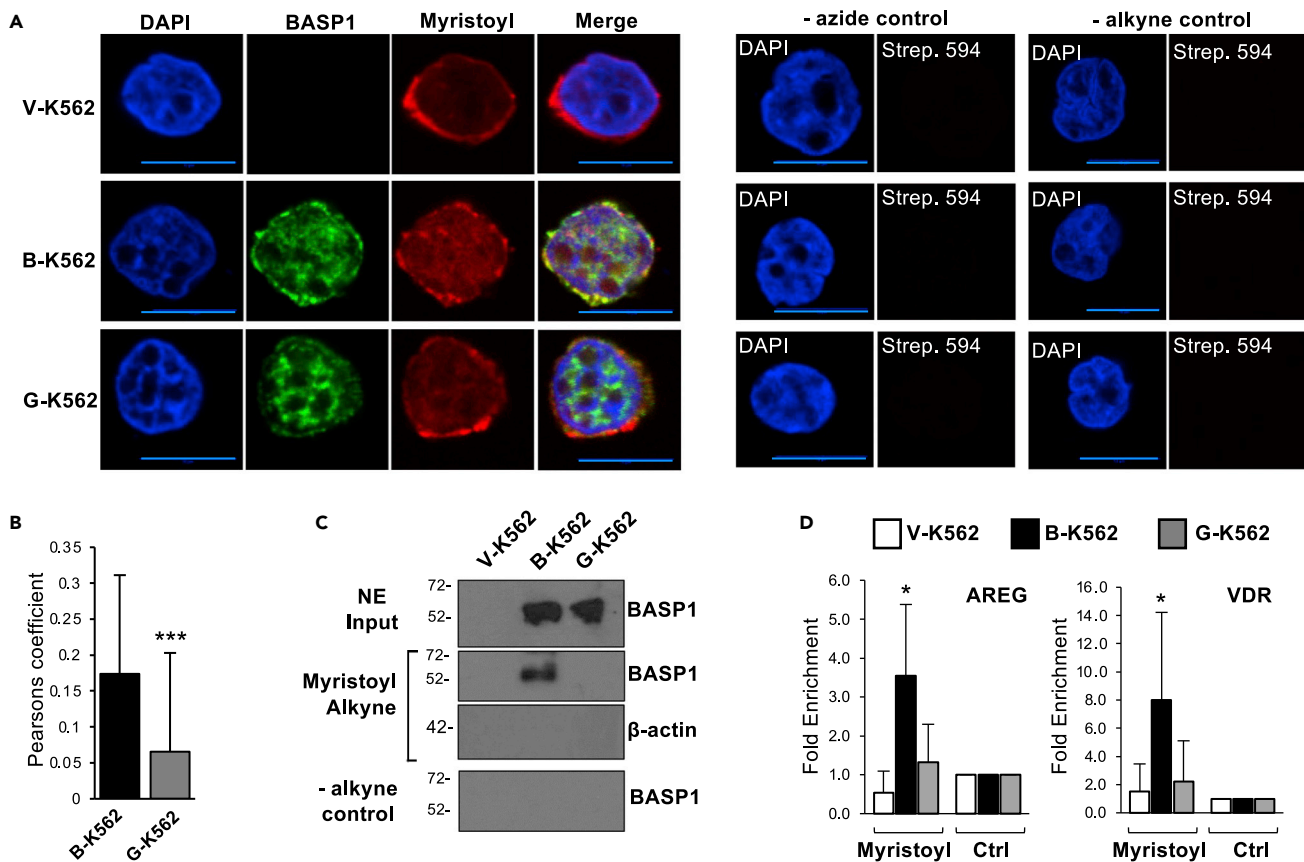 A
DAPI BASP1 Myristoyl Merge
- azide control - alkyne control
V-K562
DAPI Strep. 594 DAPI Strep. 594
B-K562
DAPI Strep. 594 DAPI Strep. 594
G-K562
DAPI Strep. 594 DAPI Strep. 594
B
Pearsons coefficient
0.35
0.3
0.25
0.2
0.15
0.1
0.05
0
***
B-K562 G-K562
C
V-K562 B-K562 G-K562
NE Input
72-
52-
BASP1
Myristoyl Alkyne
72-
52-
BASP1
42-
β-actin
- alkyne control
72-
52-
BASP1
D
V-K562 B-K562 G-K562
AREG
Fold Enrichment
6.0
5.0
4.0
3.0
2.0
1.0
0.0
*
Myristoyl Ctrl
VDR
Fold Enrichment
16.0
14.0
12.0
10.0
8.0
6.0
4.0
2.0
0.0
*
Myristoyl Ctrl